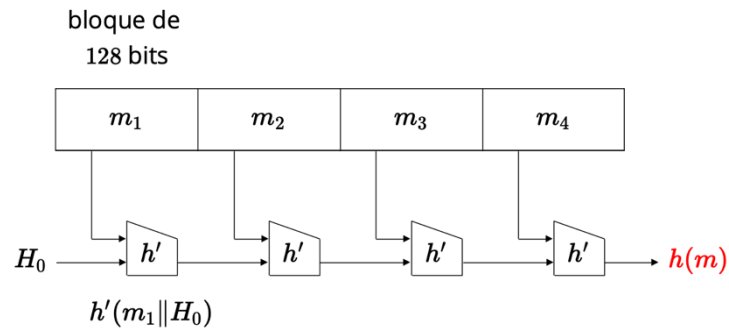 bloque de
128 bits
m₁ m₂ m₃ m₄
H₀ h′ h′ h′ h′ h(m)
h′(m₁‖H₀)